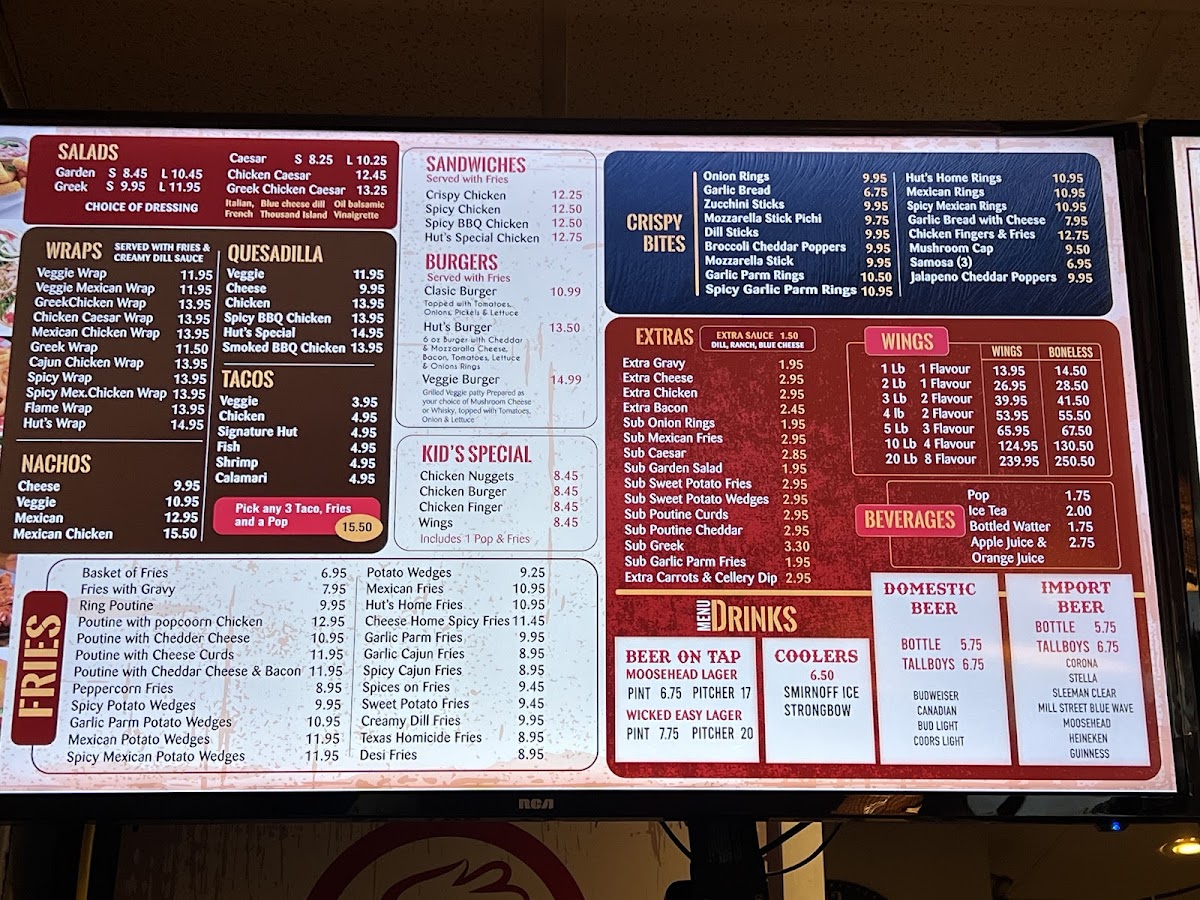 SALADS
Garden S 8.45 L 10.45
Greek S 9.95 L 11.95
CHOICE OF DRESSING
Caesar S 8.25 L 10.25
Chicken Caesar 12.45
Greek Chicken Caesar 13.25
Italian, Blue cheese dill Oil balsamic
French Thousand Island Vinaigrette
WRAPS SERVED WITH FRIES &
CREAMY DILL SAUCE
Veggie Wrap 11.95
Veggie Mexican Wrap 11.95
GreekChicken Wrap 13.95
Chicken Caesar Wrap 13.95
Mexican Chicken Wrap 13.95
Greek Wrap 11.50
Cajun Chicken Wrap 13.95
Spicy Wrap 13.95
Spicy Mex.Chicken Wrap 13.95
Flame Wrap 13.95
Hut's Wrap 14.95
NACHOS
Cheese 9.95
Veggie 10.95
Mexican 12.95
Mexican Chicken 15.50
QUESADILLA
Veggie 11.95
Cheese 9.95
Chicken 13.95
Spicy BBQ Chicken 13.95
Hut's Special 14.95
Smoked BBQ Chicken 13.95
TACOS
Veggie 3.95
Chicken 4.95
Signature Hut 4.95
Fish 4.95
Shrimp 4.95
Calamari 4.95
Pick any 3 Taco, Fries
and a Pop 15.50
SANDWICHES
Served with Fries
Crispy Chicken 12.25
Spicy Chicken 12.50
Spicy BBQ Chicken 12.50
Hut's Special Chicken 12.75
BURGERS
Served with Fries
Clasic Burger 10.99
Topped with Tomatoes,
Onions, Pickels & Lettuce
Hut's Burger 13.50
6 oz Burger with Cheddar
& Mozzaralla Cheese,
Bacon, Tomatoes, Lettuce
& Onions Rings
Veggie Burger 14.99
Grilled Veggie patty Prepared as
your choice of Mushroom Cheese
or Whisky, topped with Tomatoes,
Onion & Lettuce
KID'S SPECIAL
Chicken Nuggets 8.45
Chicken Burger 8.45
Chicken Finger 8.45
Wings 8.45
Includes 1 Pop & Fries
FRIES
Basket of Fries 6.95
Fries with Gravy 7.95
Ring Poutine 9.95
Poutine with popcoorn Chicken 12.95
Poutine with Chedder Cheese 10.95
Poutine with Cheese Curds 11.95
Poutine with Cheddar Cheese & Bacon 11.95
Peppercorn Fries 8.95
Spicy Potato Wedges 9.95
Garlic Parm Potato Wedges 10.95
Mexican Potato Wedges 11.95
Spicy Mexican Potato Wedges 11.95
Potato Wedges 9.25
Mexican Fries 10.95
Hut's Home Fries 10.95
Cheese Home Spicy Fries 11.45
Garlic Parm Fries 9.95
Garlic Cajun Fries 8.95
Spicy Cajun Fries 8.95
Spices on Fries 9.45
Sweet Potato Fries 9.45
Creamy Dill Fries 9.95
Texas Homicide Fries 8.95
Desi Fries 8.95
CRISPY
BITES
Onion Rings 9.95
Garlic Bread 6.75
Zucchini Sticks 9.95
Mozzarella Stick Pichi 9.75
Dill Sticks 9.95
Broccoli Cheddar Poppers 9.95
Mozzarella Stick 9.95
Garlic Parm Rings 10.50
Spicy Garlic Parm Rings 10.95
Hut's Home Rings 10.95
Mexican Rings 10.95
Spicy Mexican Rings 10.95
Garlic Bread with Cheese 7.95
Chicken Fingers & Fries 12.75
Mushroom Cap 9.50
Samosa (3) 6.95
Jalapeno Cheddar Poppers 9.95
EXTRAS
EXTRA SAUCE 1.50
DILL, RANCH, BLUE CHEESE
Extra Gravy 1.95
Extra Cheese 2.95
Extra Chicken 2.95
Extra Bacon 2.45
Sub Onion Rings 1.95
Sub Mexican Fries 2.95
Sub Caesar 2.85
Sub Garden Salad 1.95
Sub Sweet Potato Fries 2.95
Sub Sweet Potato Wedges 2.95
Sub Poutine Curds 2.95
Sub Poutine Cheddar 2.95
Sub Greek 3.30
Sub Garlic Parm Fries 1.95
Extra Carrots & Cellery Dip 2.95
WINGS
WINGS BONELESS
1 Lb 1 Flavour 13.95 14.50
2 Lb 1 Flavour 26.95 28.50
3 Lb 2 Flavour 39.95 41.50
4 lb 2 Flavour 53.95 55.50
5 Lb 3 Flavour 65.95 67.50
10 Lb 4 Flavour 124.95 130.50
20 Lb 8 Flavour 239.95 250.50
BEVERAGES
Pop 1.75
Ice Tea 2.00
Bottled Watter 1.75
Apple Juice & 2.75
Orange Juice
MENU DRINKS
BEER ON TAP
MOOSEHEAD LAGER
PINT 6.75 PITCHER 17
WICKED EASY LAGER
PINT 7.75 PITCHER 20
COOLERS
6.50
SMIRNOFF ICE
STRONGBOW
DOMESTIC
BEER
BOTTLE 5.75
TALLBOYS 6.75
BUDWEISER
CANADIAN
BUD LIGHT
COORS LIGHT
IMPORT
BEER
BOTTLE 5.75
TALLBOYS 6.75
CORONA
STELLA
SLEEMAN CLEAR
MILL STREET BLUE WAVE
MOOSEHEAD
HEINEKEN
GUINNESS
RCA